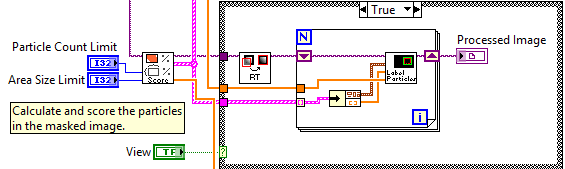 True
Particle Count Limit
I32
Area Size Limit
I32
Score
RT
N
Label
Particles
i
Processed Image
Calculate and score the particles
in the masked image.
View
TF
?